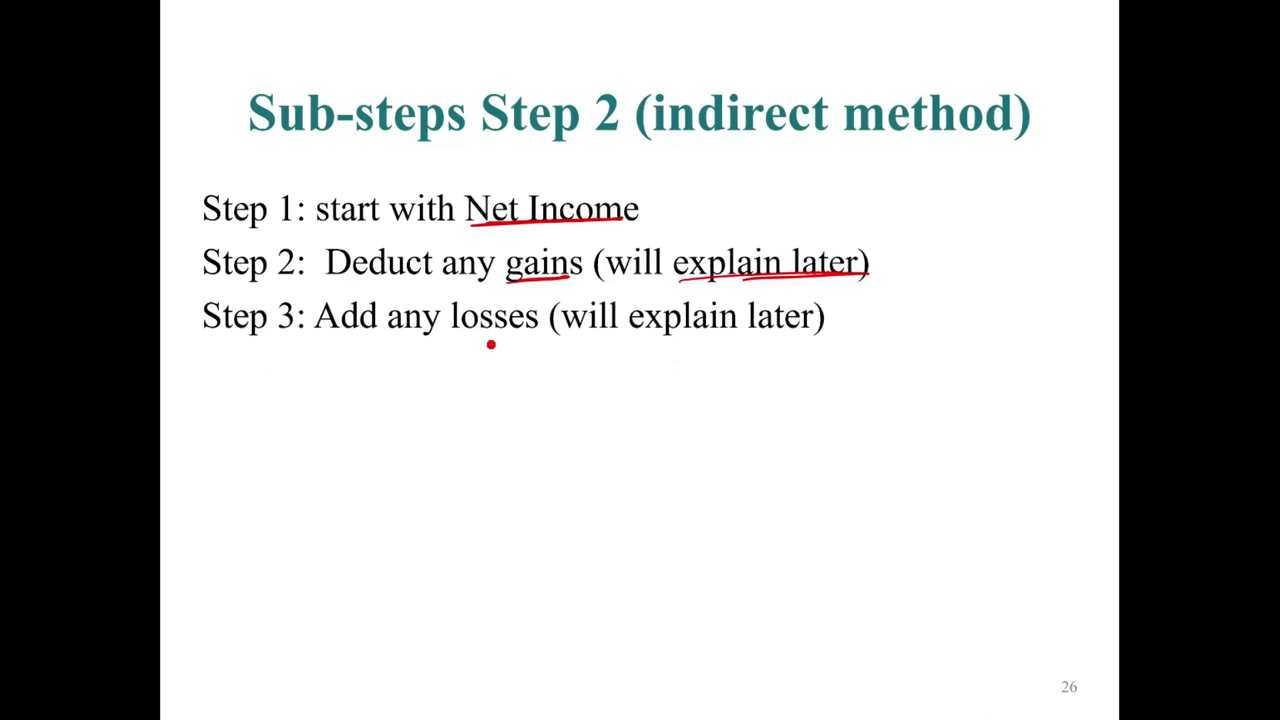 Sub-steps Step 2 (indirect method)
Step 1: start with Net Income
Step 2:  Deduct any gains (will explain later)
Step 3: Add any losses (will explain later)
26